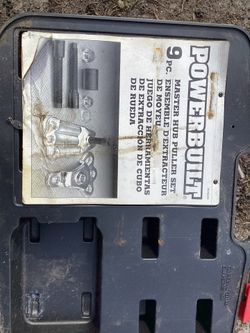 POWERBUILT
9 PC. MASTER HUB PULLER SET
ENSEMBLE D'EXTRACTEUR
DE MOYEU
JUEGO DE HERRAMIENTAS
DE EXTRACCIÓN DE CUBO
DE RUEDA